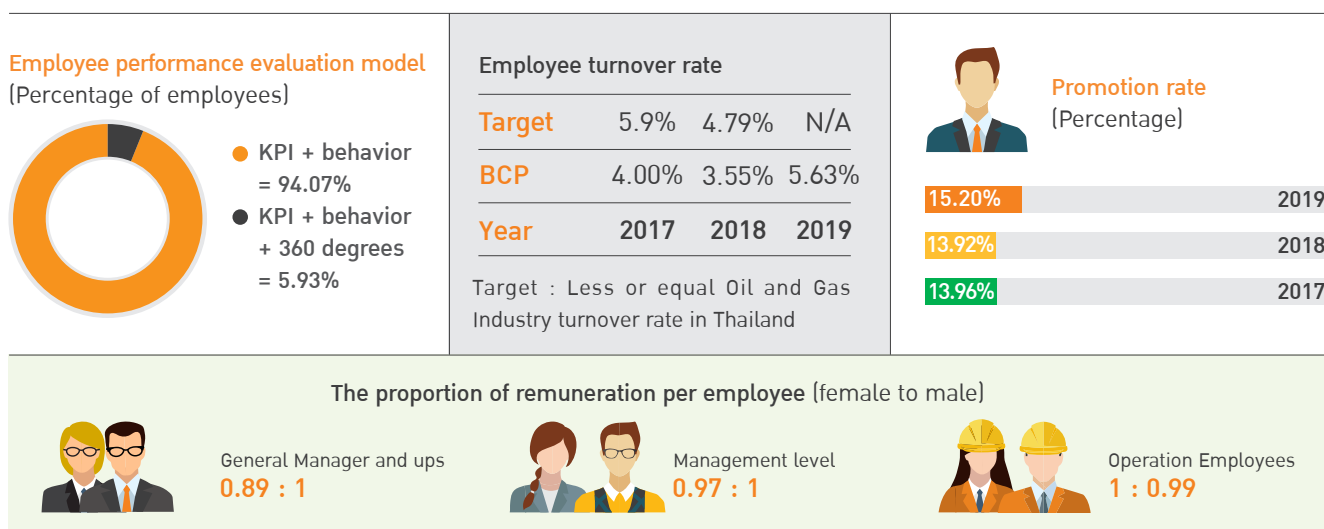 Employee performance evaluation model
(Percentage of employees)
KPI + behavior
= 94.07%
KPI + behavior
+ 360 degrees
= 5.93%
Employee turnover rate
Target 5.9% 4.79% N/A
BCP 4.00% 3.55% 5.63%
Year 2017 2018 2019
Target : Less or equal Oil and Gas
Industry turnover rate in Thailand
Promotion rate
(Percentage)
15.20% 2019
13.92% 2018
13.96% 2017
The proportion of remuneration per employee (female to male)
General Manager and ups
0.89 : 1
Management level
0.97 : 1
Operation Employees
1 : 0.99